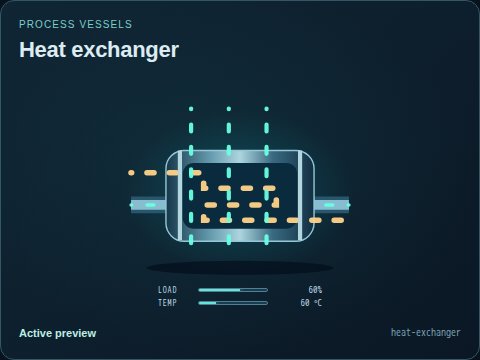 PROCESS VESSELS
Heat exchanger
LOAD 60%
TEMP 60 °C
Active preview
heat-exchanger